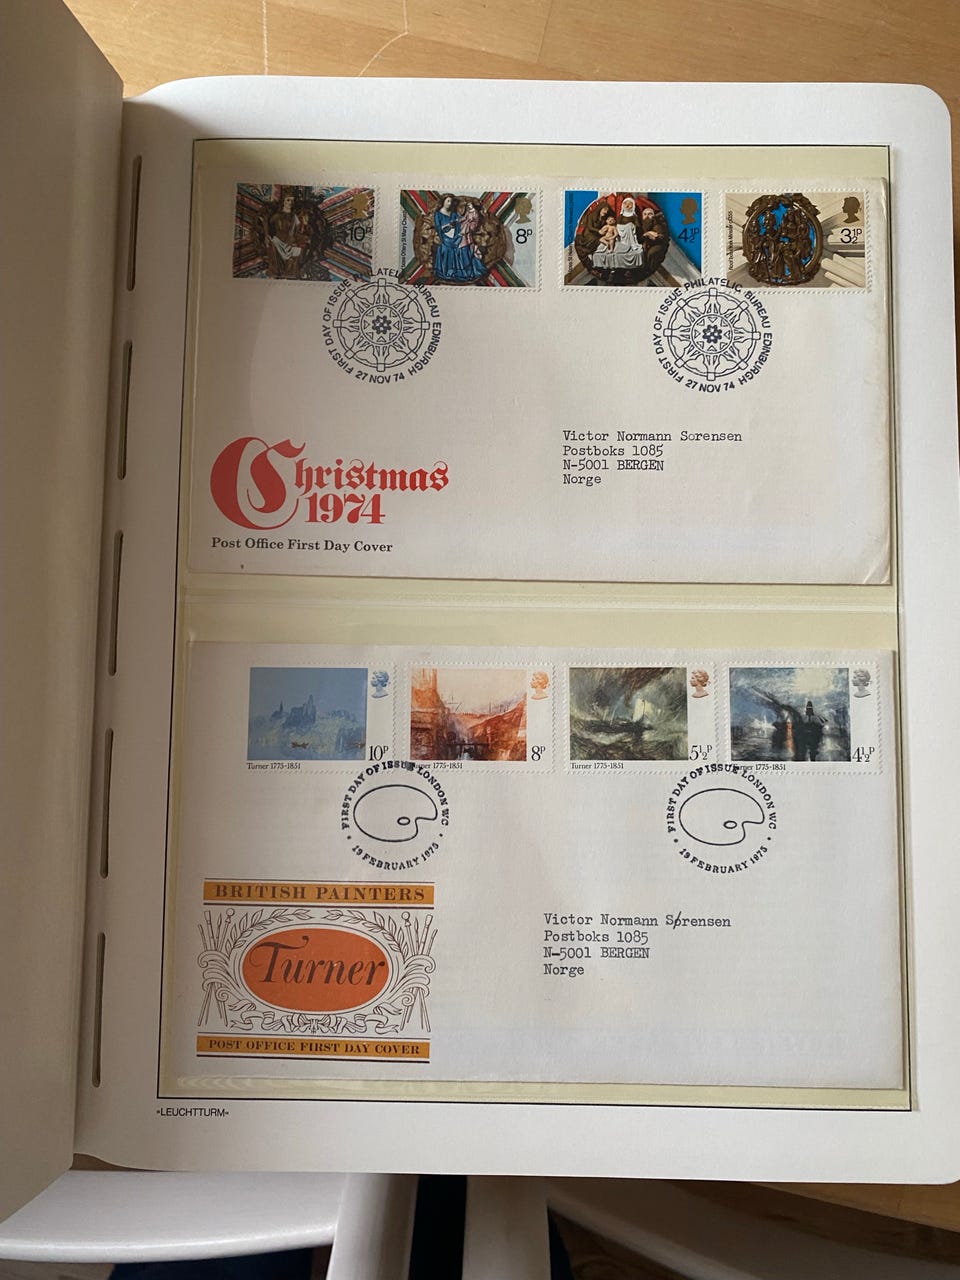 10P
8P
4½P
3½P
FIRST DAY OF ISSUE PHILATELIC BUREAU EDINBURGH
27 NOV 74
FIRST DAY OF ISSUE PHILATELIC BUREAU EDINBURGH
27 NOV 74
Victor Normann Sorensen
Postboks 1085
N-5001 BERGEN
Norge
Christmas
1974
Post Office First Day Cover
10P
Turner 1775-1851
8P
Turner 1775-1851
5½P
Turner 1775-1851
4½P
Turner 1775-1851
FIRST DAY OF ISSUE LONDON WC
19 FEBRUARY 1975
FIRST DAY OF ISSUE LONDON WC
19 FEBRUARY 1975
BRITISH PAINTERS
Turner
POST OFFICE FIRST DAY COVER
Victor Normann Sørensen
Postboks 1085
N-5001 BERGEN
Norge
»LEUCHTTURM«